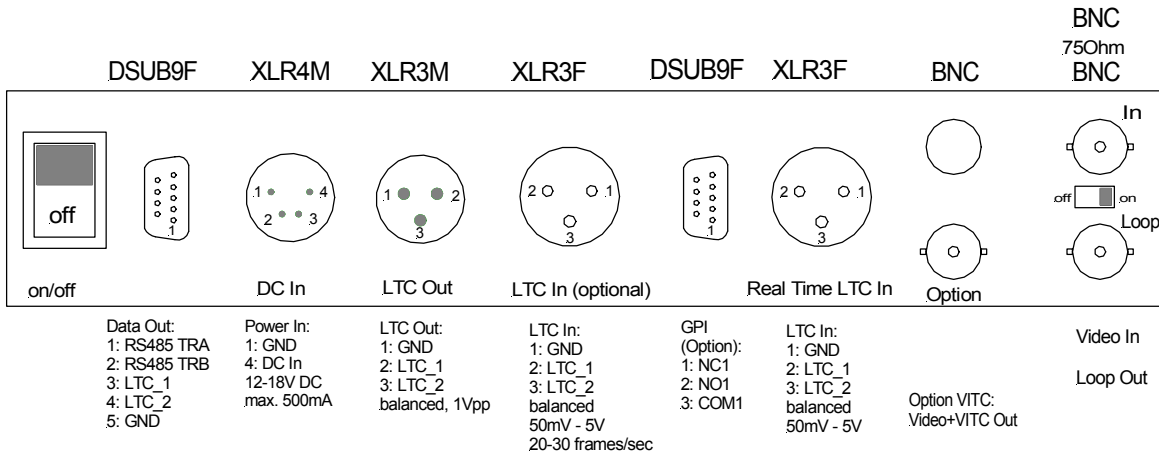 BNC
75Ohm
DSUB9F XLR4M XLR3M XLR3F DSUB9F XLR3F BNC BNC
In
1 4 1 2 2 1 2 1
off 2 3 off on
1 3 3 1 3 Loop
on/off DC In LTC Out LTC In (optional) Real Time LTC In Option
Data Out:
1: RS485 TRA
2: RS485 TRB
3: LTC_1
4: LTC_2
5: GND
Power In:
1: GND
4: DC In
12-18V DC
max. 500mA
LTC Out:
1: GND
2: LTC_1
3: LTC_2
balanced, 1Vpp
LTC In:
1: GND
2: LTC_1
3: LTC_2
balanced
50mV - 5V
20-30 frames/sec
GPI
(Option):
1: NC1
2: NO1
3: COM1
LTC In:
1: GND
2: LTC_1
3: LTC_2
balanced
50mV - 5V
Option VITC:
Video+VITC Out
Video In
Loop Out